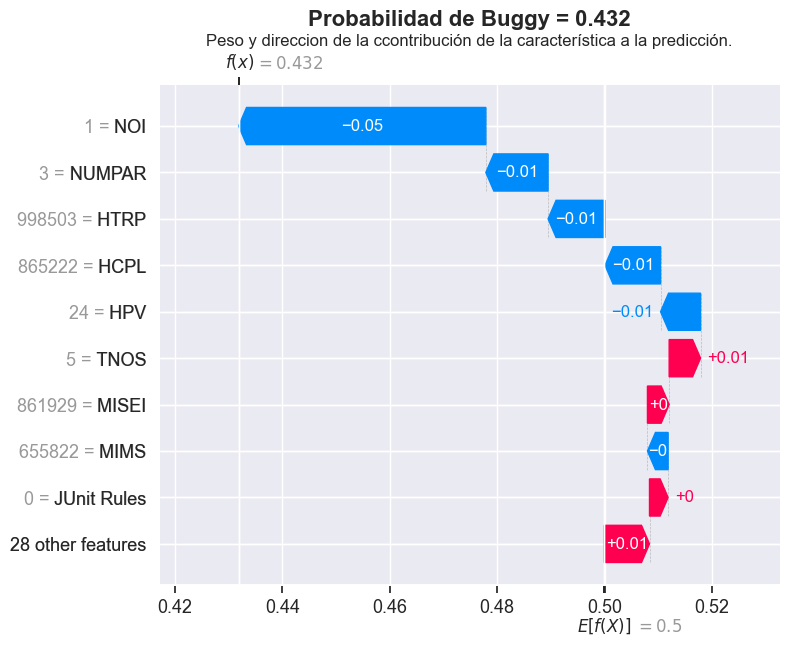 Probabilidad de Buggy = 0.432
Peso y direccion de la ccontribución de la característica a la predicción.
f(x) = 0.432
1 = NOI −0.05
3 = NUMPAR −0.01
998503 = HTRP −0.01
865222 = HCPL −0.01
24 = HPV −0.01
5 = TNOS +0.01
861929 = MISEI +0
655822 = MIMS −0
0 = JUnit Rules +0
28 other features +0.01
0.42 0.44 0.46 0.48 0.50 0.52
E[f(X)] = 0.5